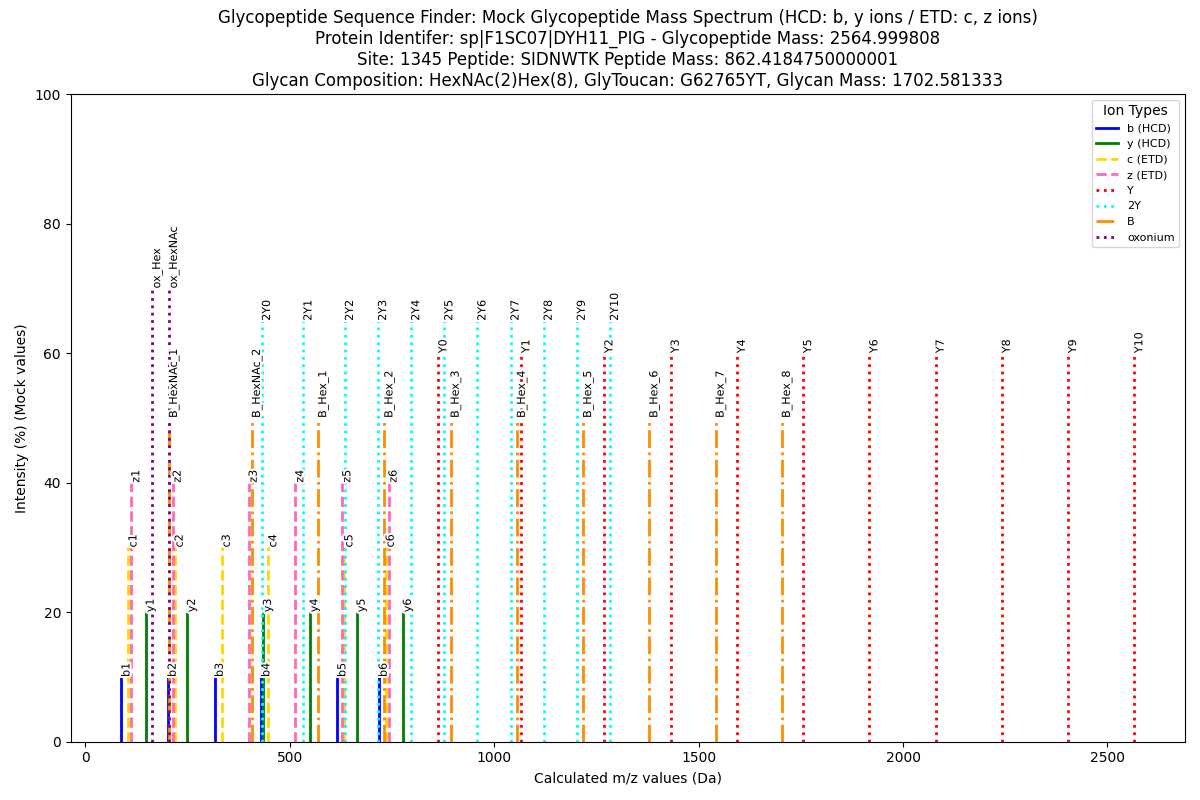 Glycopeptide Sequence Finder: Mock Glycopeptide Mass Spectrum (HCD: b, y ions / ETD: c, z ions)
Protein Identifer: sp|F1SC07|DYH11_PIG - Glycopeptide Mass: 2564.999808
Site: 1345 Peptide: SIDNWTK Peptide Mass: 862.4184750000001
Glycan Composition: HexNAc(2)Hex(8), GlyToucan: G62765YT, Glycan Mass: 1702.581333
Ion Types
b (HCD)
y (HCD)
c (ETD)
z (ETD)
Y
2Y
B
oxonium
Intensity (%) (Mock values)
100
80
60
40
20
0
ox_Hex
ox_HexNAc
2Y0
2Y1
2Y2
2Y3
2Y4
2Y5
2Y6
2Y7
2Y8
2Y9
2Y10
Y0
Y1
Y2
Y3
Y4
Y5
Y6
Y7
Y8
Y9
Y10
B_HexNAc_1
B_HexNAc_2
B_Hex_1
B_Hex_2
B_Hex_3
B_Hex_4
B_Hex_5
B_Hex_6
B_Hex_7
B_Hex_8
z1
z2
z3
z4
z5
z6
c1
c2
c3
c4
c5
c6
y1
y2
y3
y4
y5
y6
b1
b2
b3
b4
b5
b6
0
500
1000
1500
2000
2500
Calculated m/z values (Da)